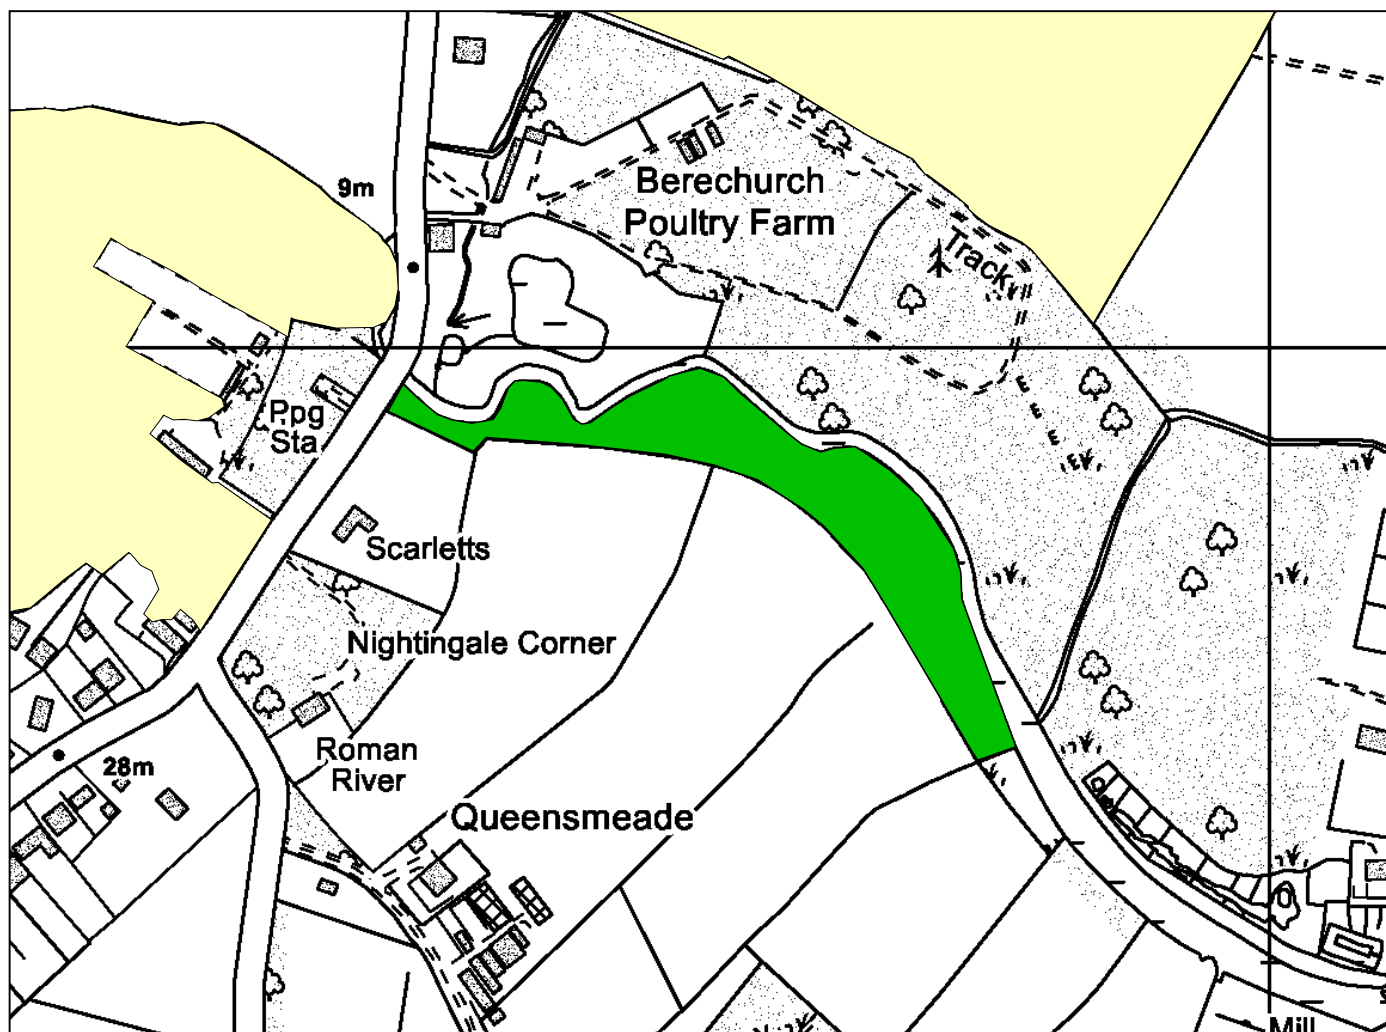 9m
Berechurch
Poultry Farm
Track
Ppg
Sta
Scarletts
Nightingale Corner
Roman
River
28m
Queensmeade
E
E
E
E
Mill